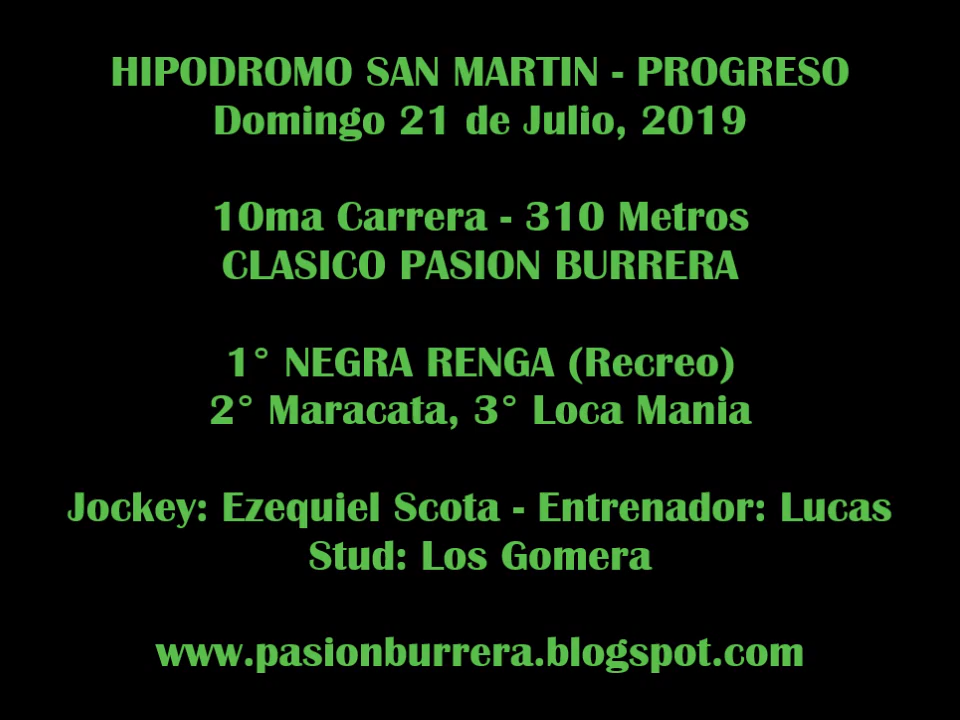 HIPODROMO SAN MARTIN - PROGRESO
Domingo 21 de Julio, 2019
10ma Carrera - 310 Metros
CLASICO PASION BURRERA
1° NEGRA RENGA (Recreo)
2° Maracata, 3° Loca Mania
Jockey: Ezequiel Scota - Entrenador: Lucas
Stud: Los Gomera
www.pasionburrera.blogspot.com